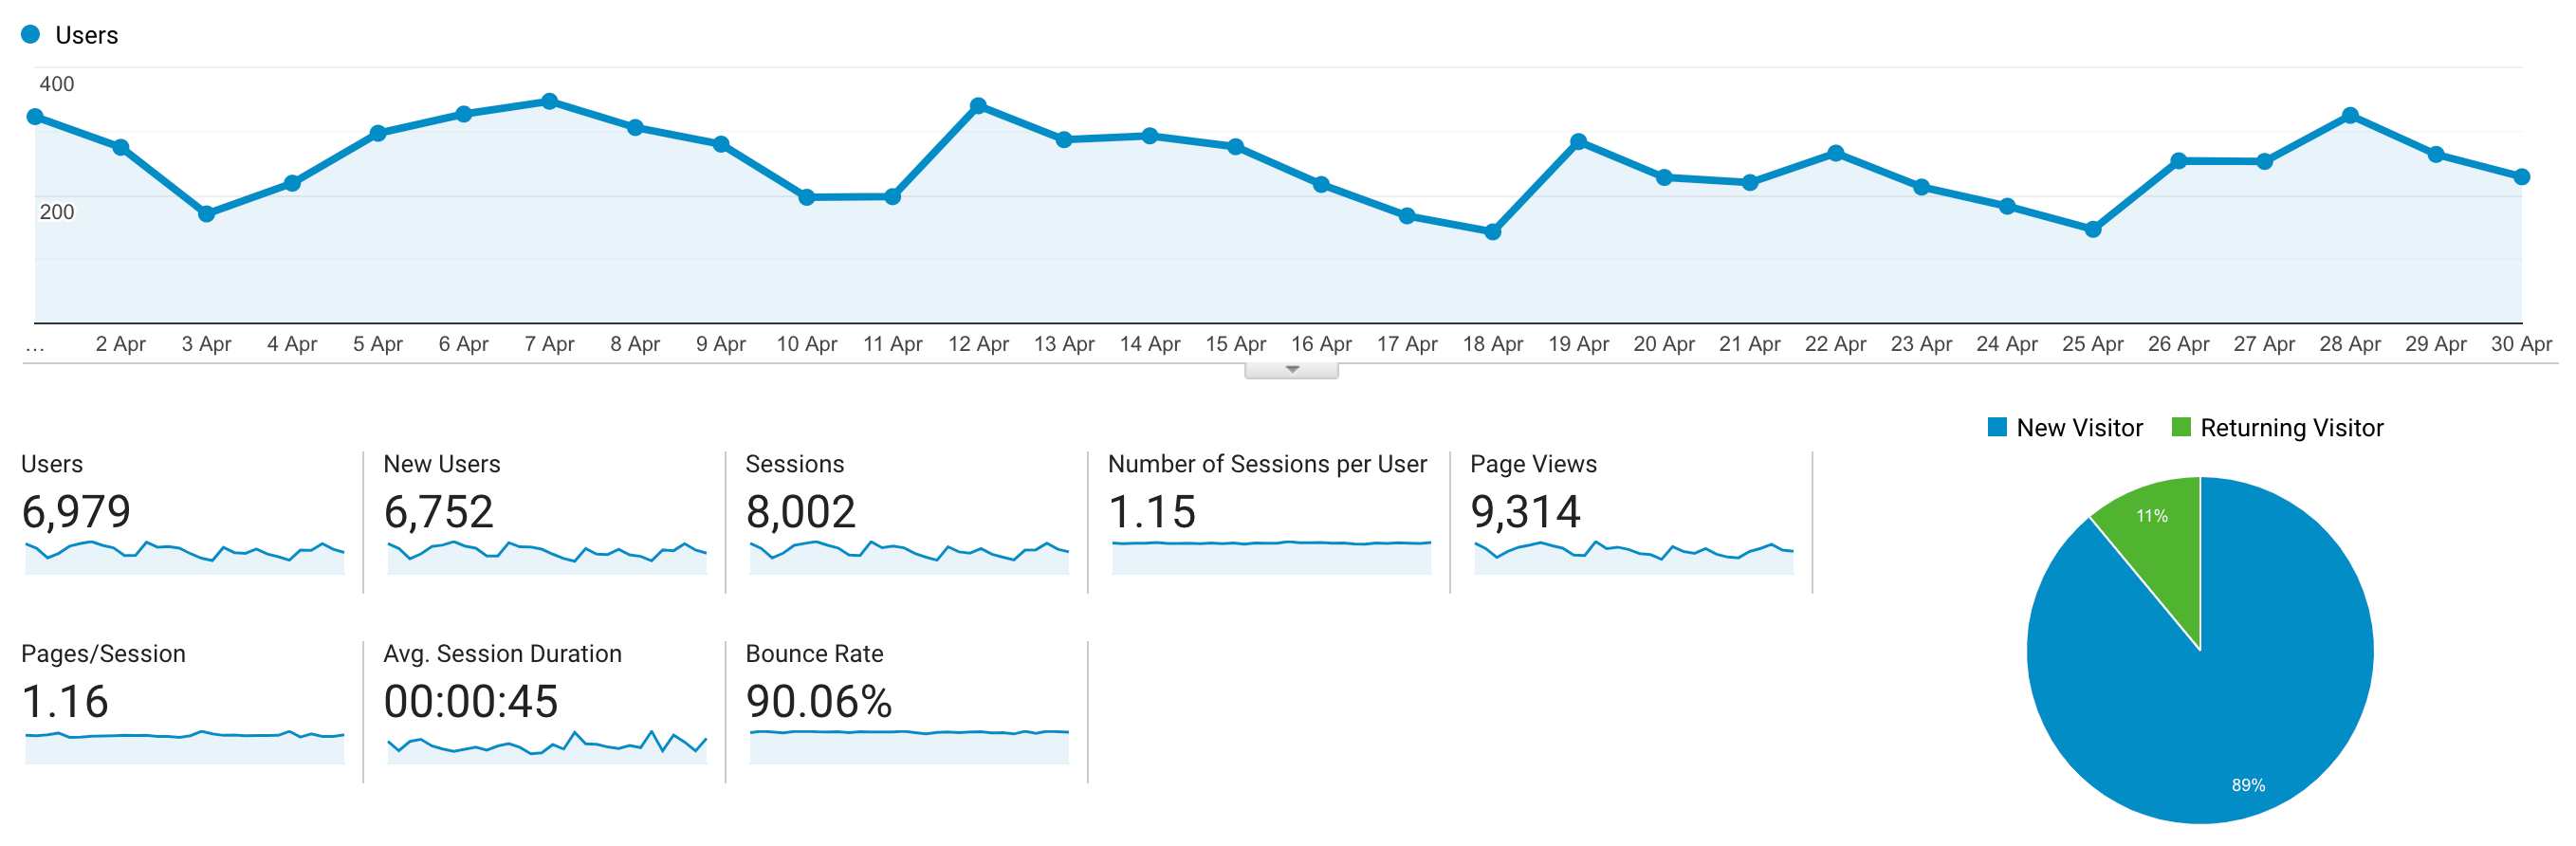 Users
400
200
... 2 Apr 3 Apr 4 Apr 5 Apr 6 Apr 7 Apr 8 Apr 9 Apr 10 Apr 11 Apr 12 Apr 13 Apr 14 Apr 15 Apr 16 Apr 17 Apr 18 Apr 19 Apr 20 Apr 21 Apr 22 Apr 23 Apr 24 Apr 25 Apr 26 Apr 27 Apr 28 Apr 29 Apr 30 Apr
Users
6,979
New Users
6,752
Sessions
8,002
Number of Sessions per User
1.15
Page Views
9,314
Pages/Session
1.16
Avg. Session Duration
00:00:45
Bounce Rate
90.06%
New Visitor Returning Visitor
11%
89%